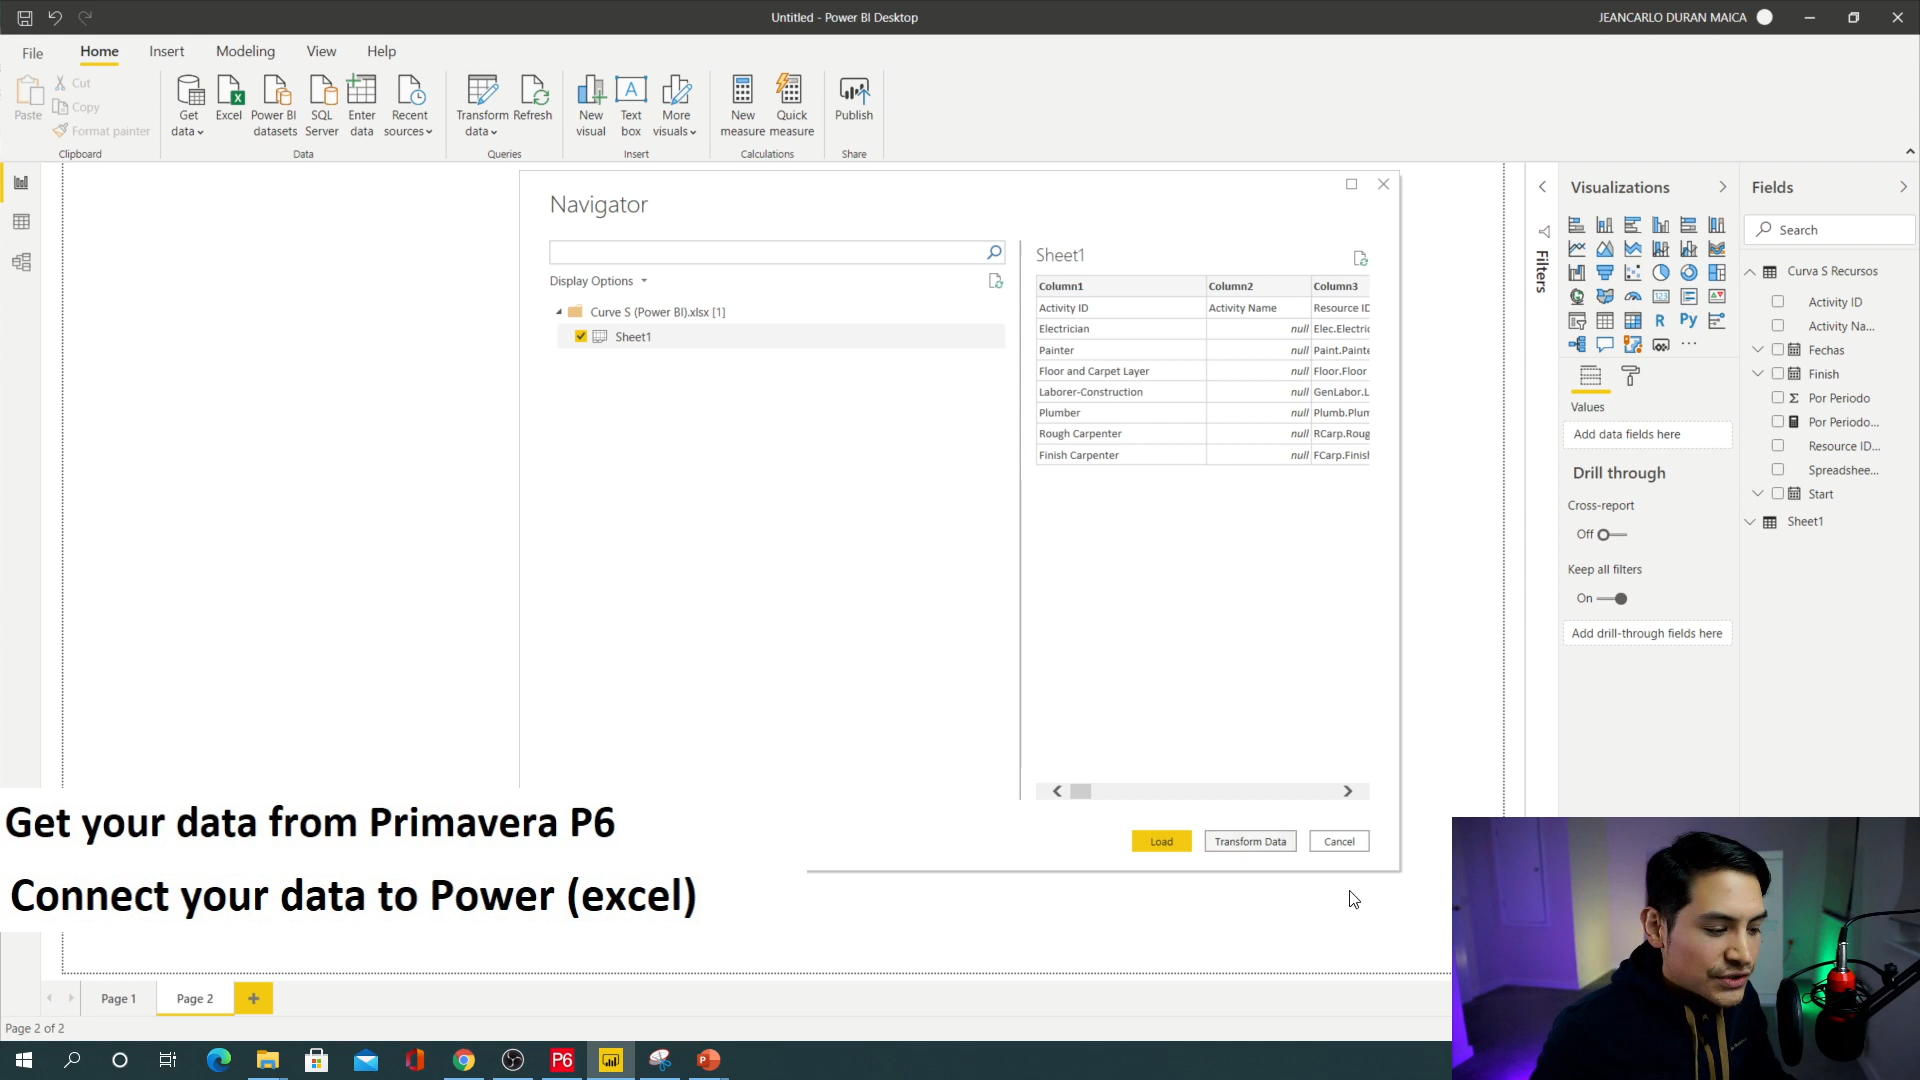 Untitled - Power BI Desktop
JEANCARLO DURAN MAICA
File
Home
Insert
Modeling
View
Help
Paste
Cut
Copy
Format painter
Clipboard
Get data
Excel
Power BI datasets
SQL Server
Enter data
Recent sources
Data
Transform data
Refresh
Queries
New visual
Text box
More visuals
Insert
New measure
Quick measure
Calculations
Publish
Share
Navigator
Display Options
Curve S (Power BI).xlsx [1]
Sheet1
Sheet1
Column1 Column2 Column3
Activity ID Activity Name Resource ID
Electrician null Elec.Electric
Painter null Paint.Painte
Floor and Carpet Layer null Floor.Floor
Laborer-Construction null GenLabor.L
Plumber null Plumb.Plum
Rough Carpenter null RCarp.Roug
Finish Carpenter null FCarp.Finish
Load
Transform Data
Cancel
Filters
Visualizations
R
Py
Values
Add data fields here
Drill through
Cross-report
Off
Keep all filters
On
Add drill-through fields here
Fields
Search
Curva S Recursos
Activity ID
Activity Na...
Fechas
Finish
Por Periodo
Por Periodo...
Resource ID...
Spreadshee...
Start
Sheet1
Get your data from Primavera P6
Connect your data to Power (excel)
Page 1
Page 2
Page 2 of 2
P6